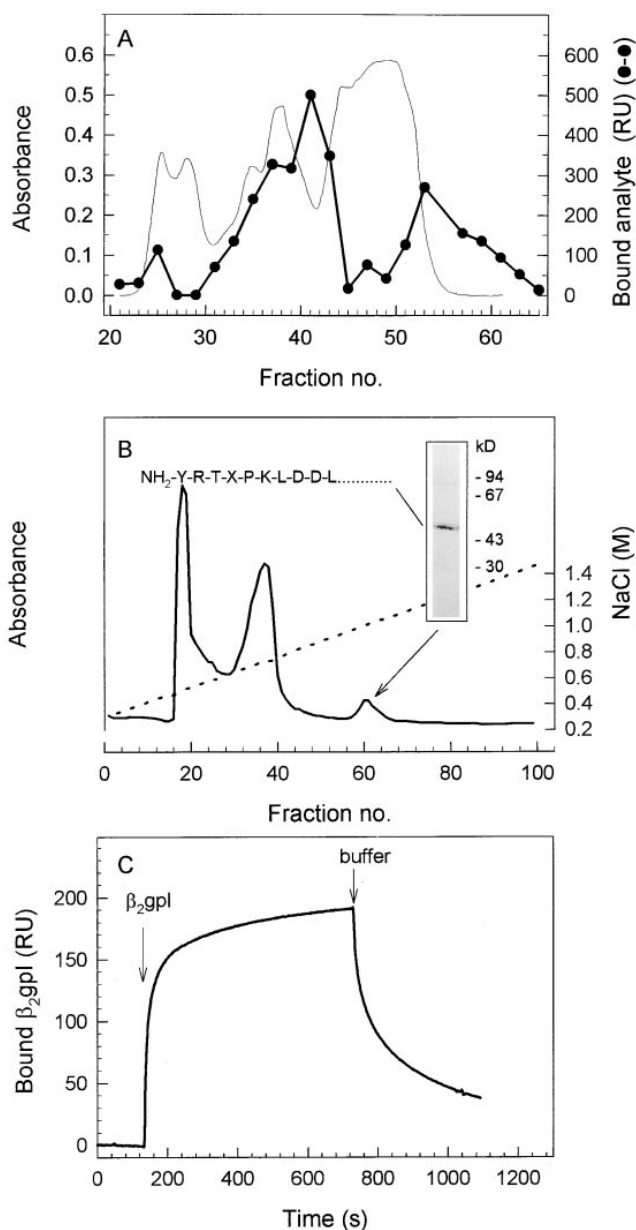 A
Absorbance
0.6
0.5
0.4
0.3
0.2
0.1
0.0
Bound analyte (RU) (●-●)
600
500
400
300
200
100
0
20 30 40 50 60
Fraction no.
B
NH₂-Y-R-T-X-P-K-L-D-D-L............
kD
- 94
- 67
- 43
- 30
Absorbance
NaCl (M)
1.4
1.2
1.0
0.8
0.6
0.4
0.2
0 20 40 60 80 100
Fraction no.
C
β₂gpI
buffer
Bound β₂gpI (RU)
200
150
100
50
0
0 200 400 600 800 1000 1200
Time (s)